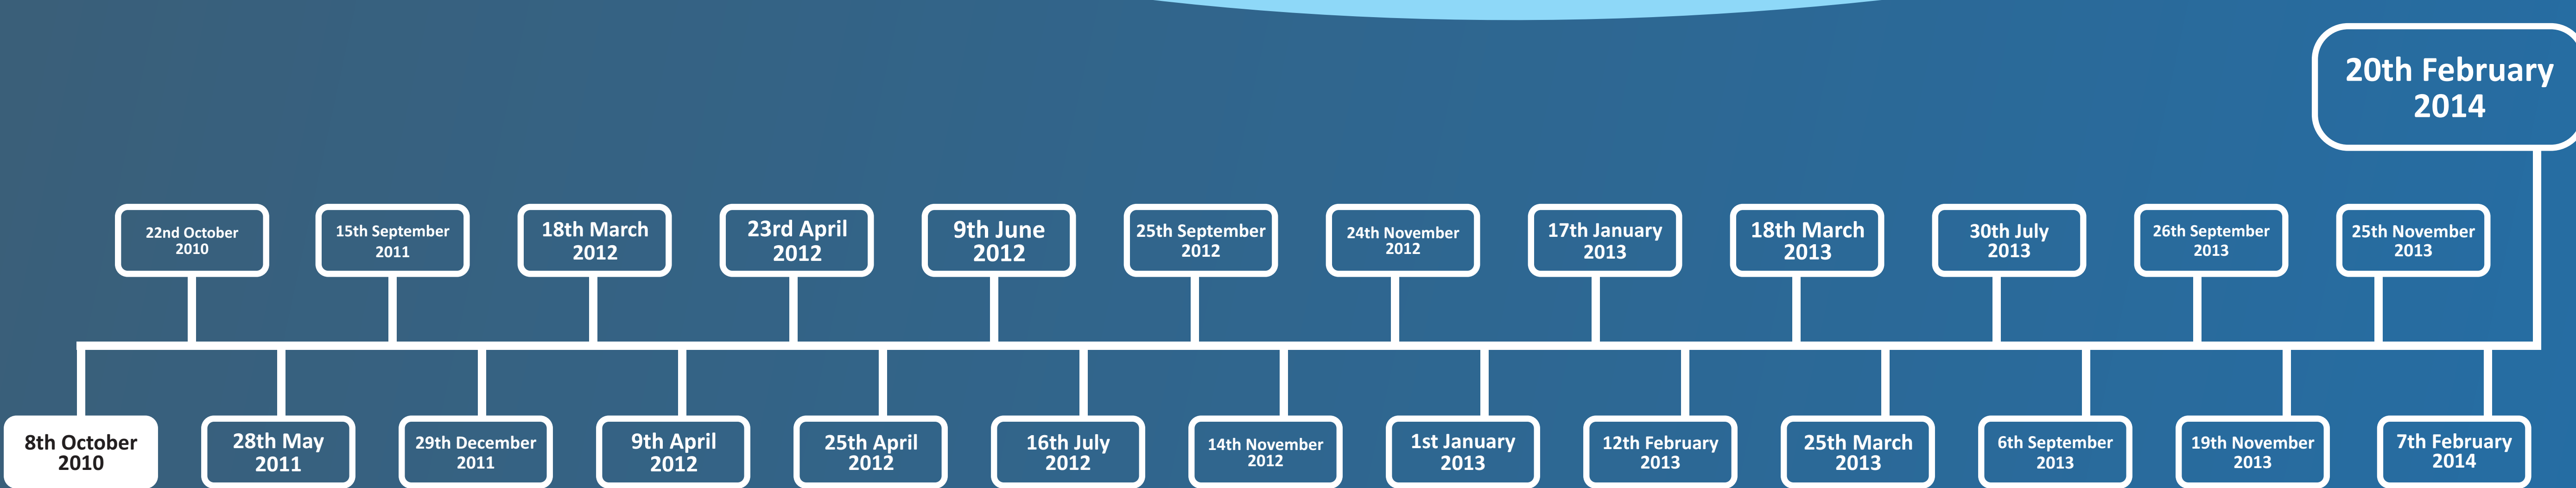 20th February
2014
22nd October
2010
15th September
2011
18th March
2012
23rd April
2012
9th June
2012
25th September
2012
24th November
2012
17th January
2013
18th March
2013
30th July
2013
26th September
2013
25th November
2013
8th October
2010
28th May
2011
29th December
2011
9th April
2012
25th April
2012
16th July
2012
14th November
2012
1st January
2013
12th February
2013
25th March
2013
6th September
2013
19th November
2013
7th February
2014